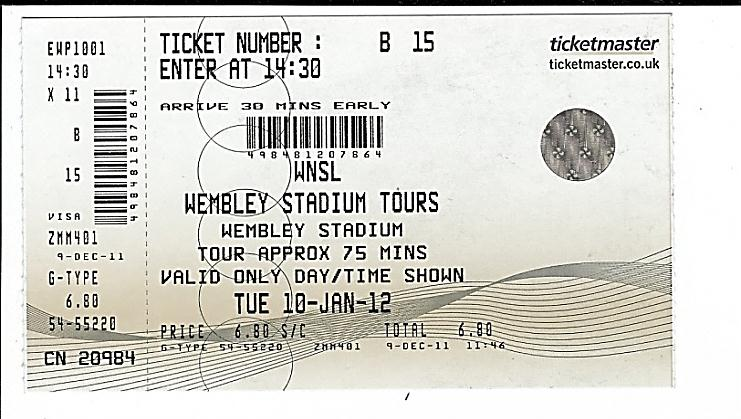 EWP1001
14:30
X 11
B
15
VISA
ZMM401
9-DEC-11
G-TYPE
6.80
54-55220
CN 20984
498481207864
TICKET NUMBER : B 15
ENTER AT 14:30
ARRIVE 30 MINS EARLY
498481207864
WNSL
WEMBLEY STADIUM TOURS
WEMBLEY STADIUM
TOUR APPROX 75 MINS
VALID ONLY DAY/TIME SHOWN
TUE 10-JAN-12
PRICE 6.80 S/C TOTAL 6.80
G-TYPE 54-55220 ZMM401 9-DEC-11 11:46
ticketmaster
ticketmaster.co.uk